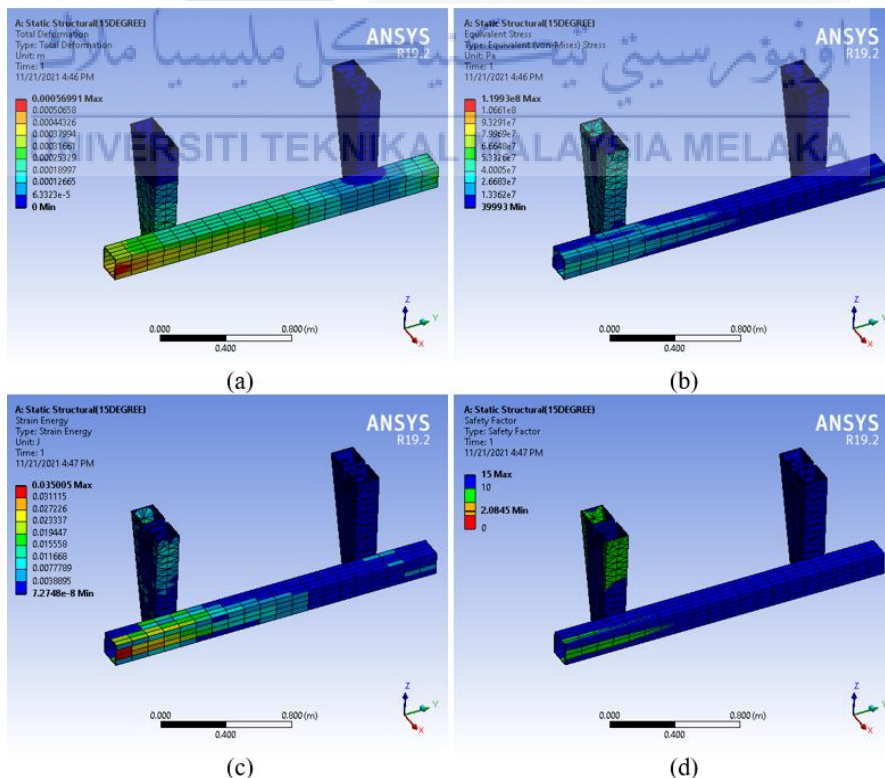 A: Static Structural(15DEGREE)
Total Deformation
Type: Total Deformation
Unit: m
Time: 1
11/21/2021 4:46 PM
0.00056991 Max
0.00050658
0.00044326
0.00037994
0.00031661
0.00025329
0.00018997
0.00012665
6.3323e-5
0 Min
ANSYS
R19.2
0.000
0.800 (m)
0.400
Z
Y
X
(a)
A: Static Structural(15DEGREE)
Equivalent Stress
Type: Equivalent (von-Mises) Stress
Unit: Pa
Time: 1
11/21/2021 4:46 PM
1.1993e8 Max
1.0661e8
9.3291e7
7.9969e7
6.6648e7
5.3326e7
4.0005e7
2.6683e7
1.3362e7
39993 Min
ANSYS
R19.2
0.000
0.800 (m)
0.400
Z
Y
X
(b)
اونيۏرسيتي تيكنيكل مليسيا ملاك
UNIVERSITI TEKNIKAL MALAYSIA MELAKA
A: Static Structural(15DEGREE)
Strain Energy
Type: Strain Energy
Unit: J
Time: 1
11/21/2021 4:47 PM
0.035005 Max
0.031115
0.027226
0.023337
0.019447
0.015558
0.011668
0.0077789
0.0038895
7.2748e-8 Min
ANSYS
R19.2
0.000
0.800 (m)
0.400
Z
Y
X
(c)
A: Static Structural(15DEGREE)
Safety Factor
Type: Safety Factor
Time: 1
11/21/2021 4:47 PM
15 Max
10
2.0845 Min
0
ANSYS
R19.2
0.000
0.800 (m)
0.400
Z
Y
X
(d)